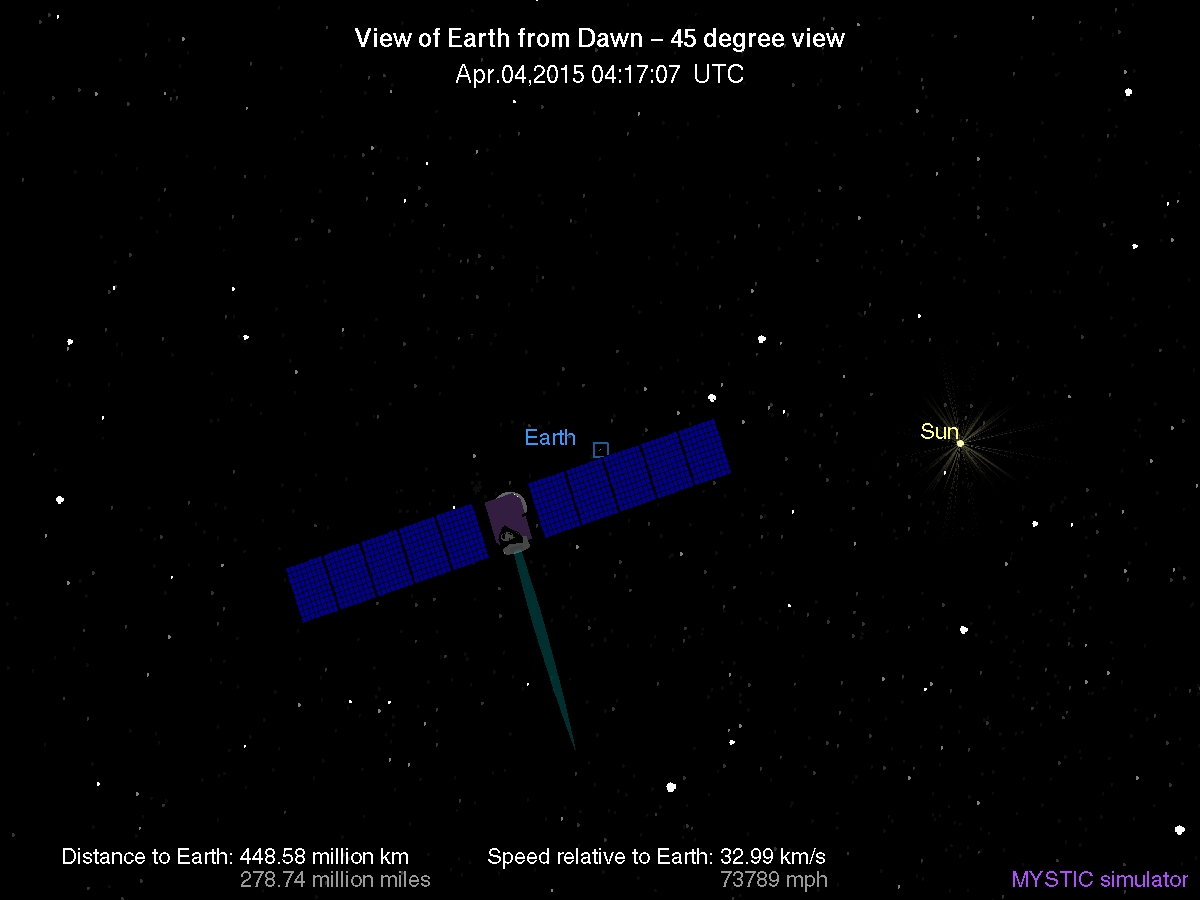 View of Earth from Dawn – 45 degree view
Apr.04,2015 04:17:07 UTC
Sun
Earth
Distance to Earth: 448.58 million km
278.74 million miles
Speed relative to Earth: 32.99 km/s
73789 mph
MYSTIC simulator